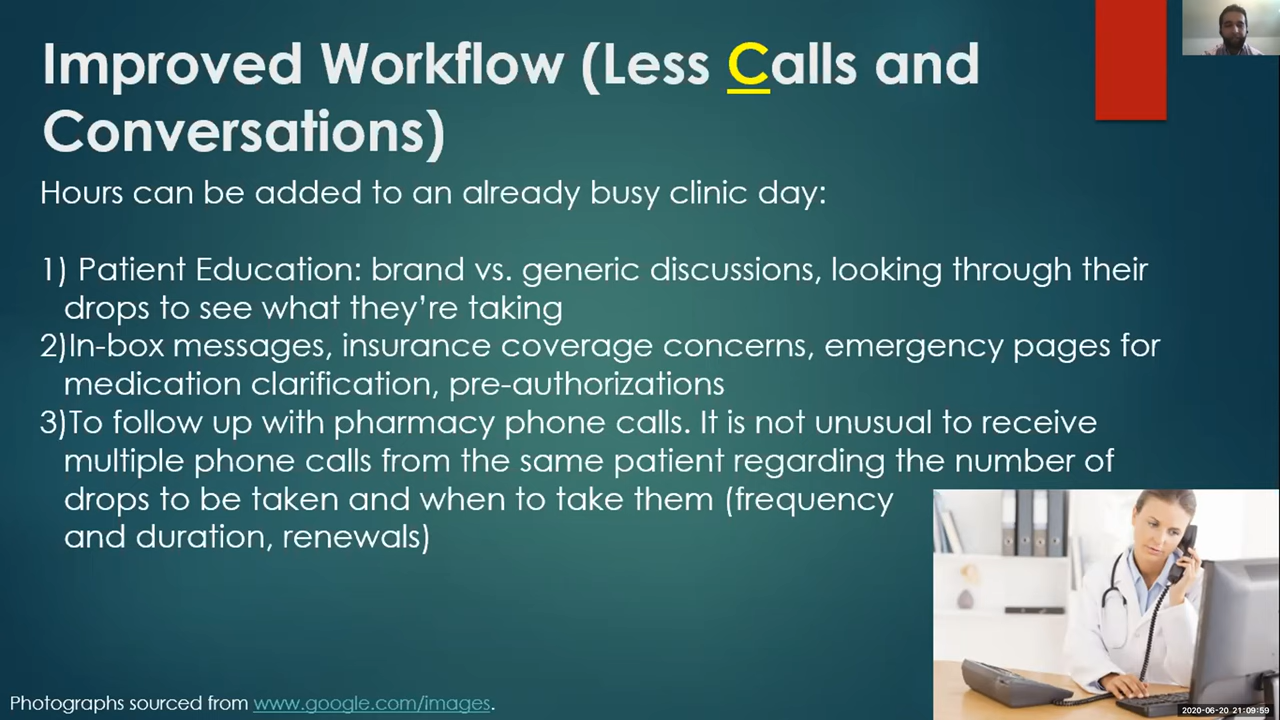 Improved Workflow (Less Calls and
Conversations)
Hours can be added to an already busy clinic day:
1) Patient Education: brand vs. generic discussions, looking through their
drops to see what they’re taking
2)In-box messages, insurance coverage concerns, emergency pages for
medication clarification, pre-authorizations
3)To follow up with pharmacy phone calls. It is not unusual to receive
multiple phone calls from the same patient regarding the number of
drops to be taken and when to take them (frequency
and duration, renewals)
Photographs sourced from www.google.com/images.
2020-06-20 21:09:59